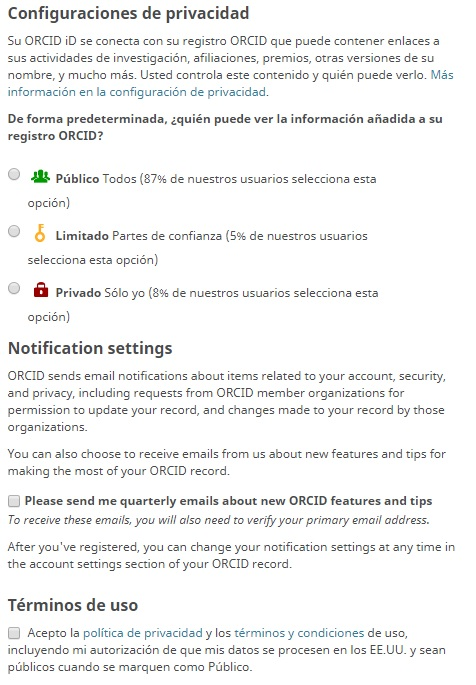 Configuraciones de privacidad
Su ORCID iD se conecta con su registro ORCID que puede contener enlaces a
sus actividades de investigación, afiliaciones, premios, otras versiones de su
nombre, y mucho más. Usted controla este contenido y quién puede verlo. Más
información en la configuración de privacidad.
De forma predeterminada, ¿quién puede ver la información añadida a su
registro ORCID?
Público Todos (87% de nuestros usuarios selecciona esta
opción)
Limitado Partes de confianza (5% de nuestros usuarios
selecciona esta opción)
Privado Sólo yo (8% de nuestros usuarios selecciona esta
opción)
Notification settings
ORCID sends email notifications about items related to your account, security,
and privacy, including requests from ORCID member organizations for
permission to update your record, and changes made to your record by those
organizations.
You can also choose to receive emails from us about new features and tips for
making the most of your ORCID record.
Please send me quarterly emails about new ORCID features and tips
To receive these emails, you will also need to verify your primary email address.
After you've registered, you can change your notification settings at any time in
the account settings section of your ORCID record.
Términos de uso
Acepto la política de privacidad y los términos y condiciones de uso,
incluyendo mi autorización de que mis datos se procesen en los EE.UU. y sean
públicos cuando se marquen como Público.